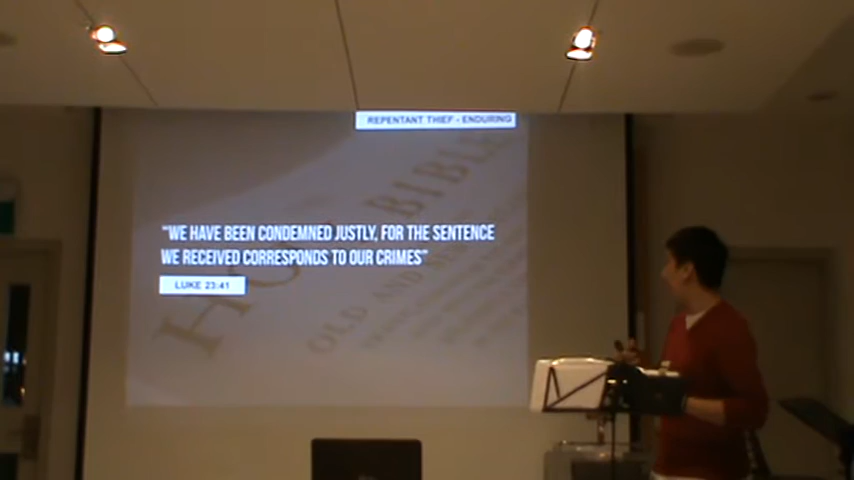 REPENTANT THIEF - ENDURING
"WE HAVE BEEN CONDEMNED JUSTLY, FOR THE SENTENCE
WE RECEIVED CORRESPONDS TO OUR CRIMES"
LUKE 23:41
HOLY BIBLE
OLD AND NEW